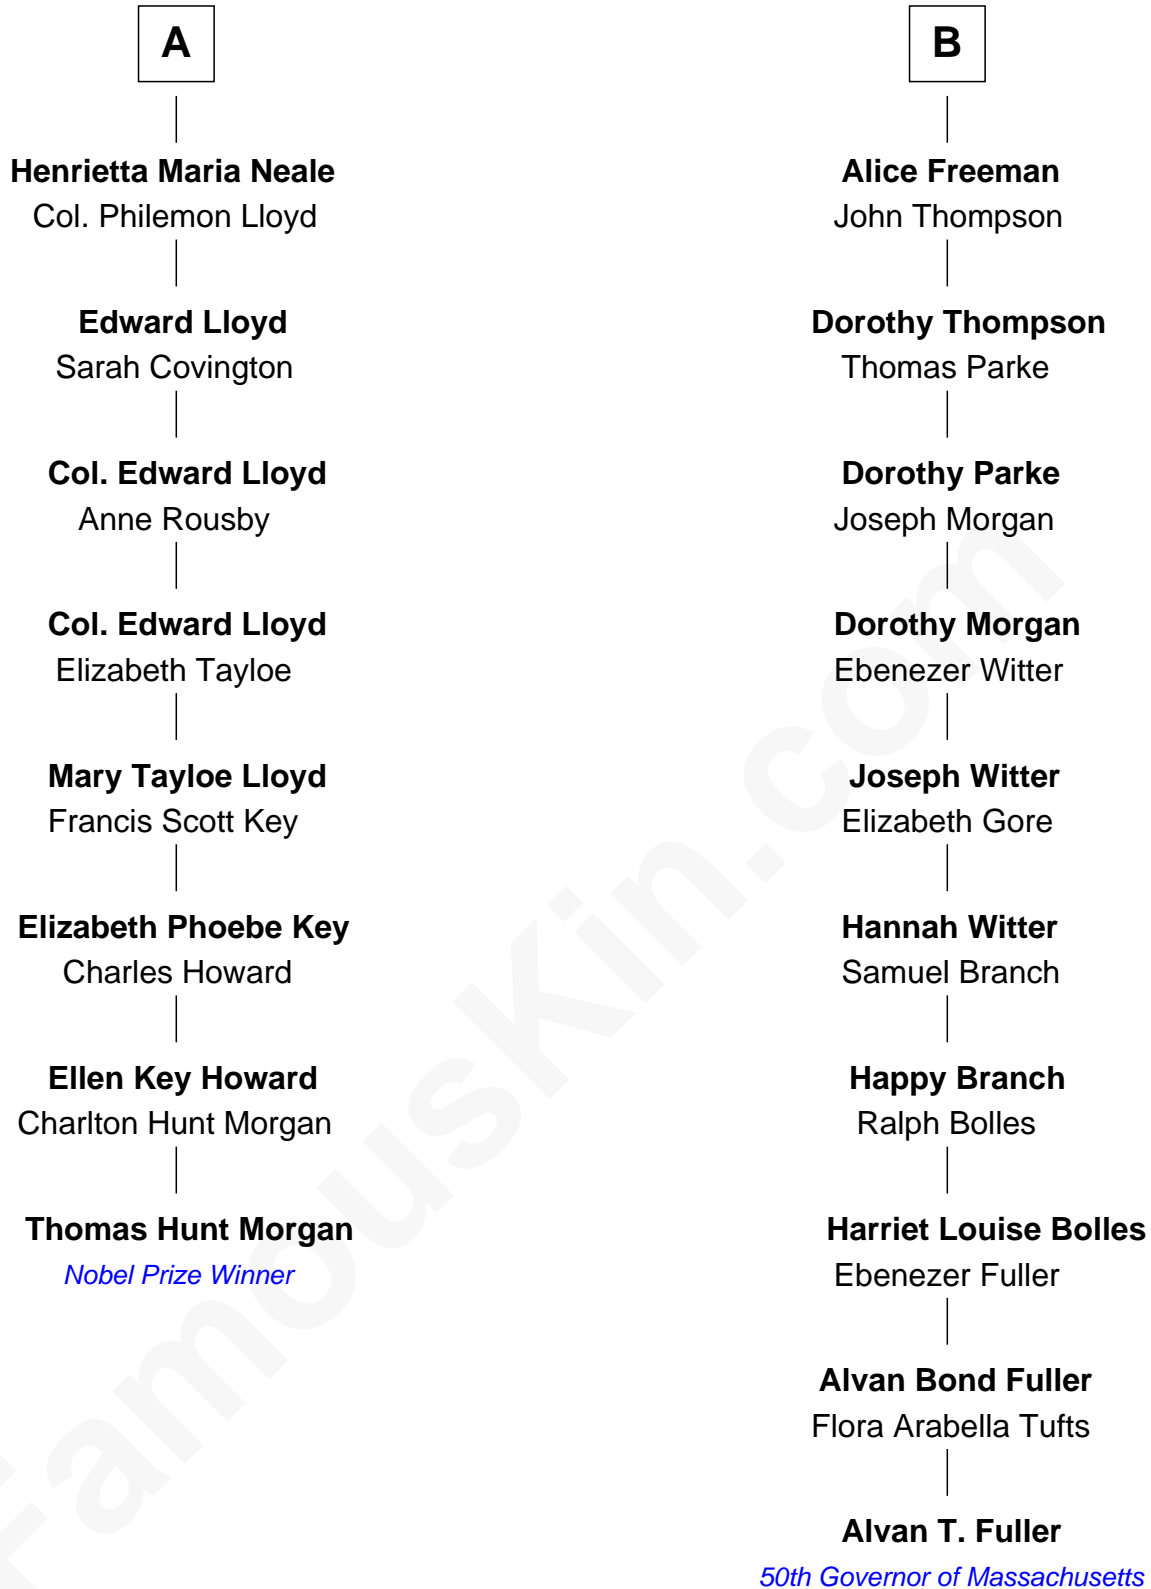 A
Henrietta Maria Neale
Col. Philemon Lloyd
Edward Lloyd
Sarah Covington
Col. Edward Lloyd
Anne Rousby
Col. Edward Lloyd
Elizabeth Tayloe
Mary Tayloe Lloyd
Francis Scott Key
Elizabeth Phoebe Key
Charles Howard
Ellen Key Howard
Charlton Hunt Morgan
Thomas Hunt Morgan
Nobel Prize Winner
B
Alice Freeman
John Thompson
Dorothy Thompson
Thomas Parke
Dorothy Parke
Joseph Morgan
Dorothy Morgan
Ebenezer Witter
Joseph Witter
Elizabeth Gore
Hannah Witter
Samuel Branch
Happy Branch
Ralph Bolles
Harriet Louise Bolles
Ebenezer Fuller
Alvan Bond Fuller
Flora Arabella Tufts
Alvan T. Fuller
50th Governor of Massachusetts
FamousKin.com